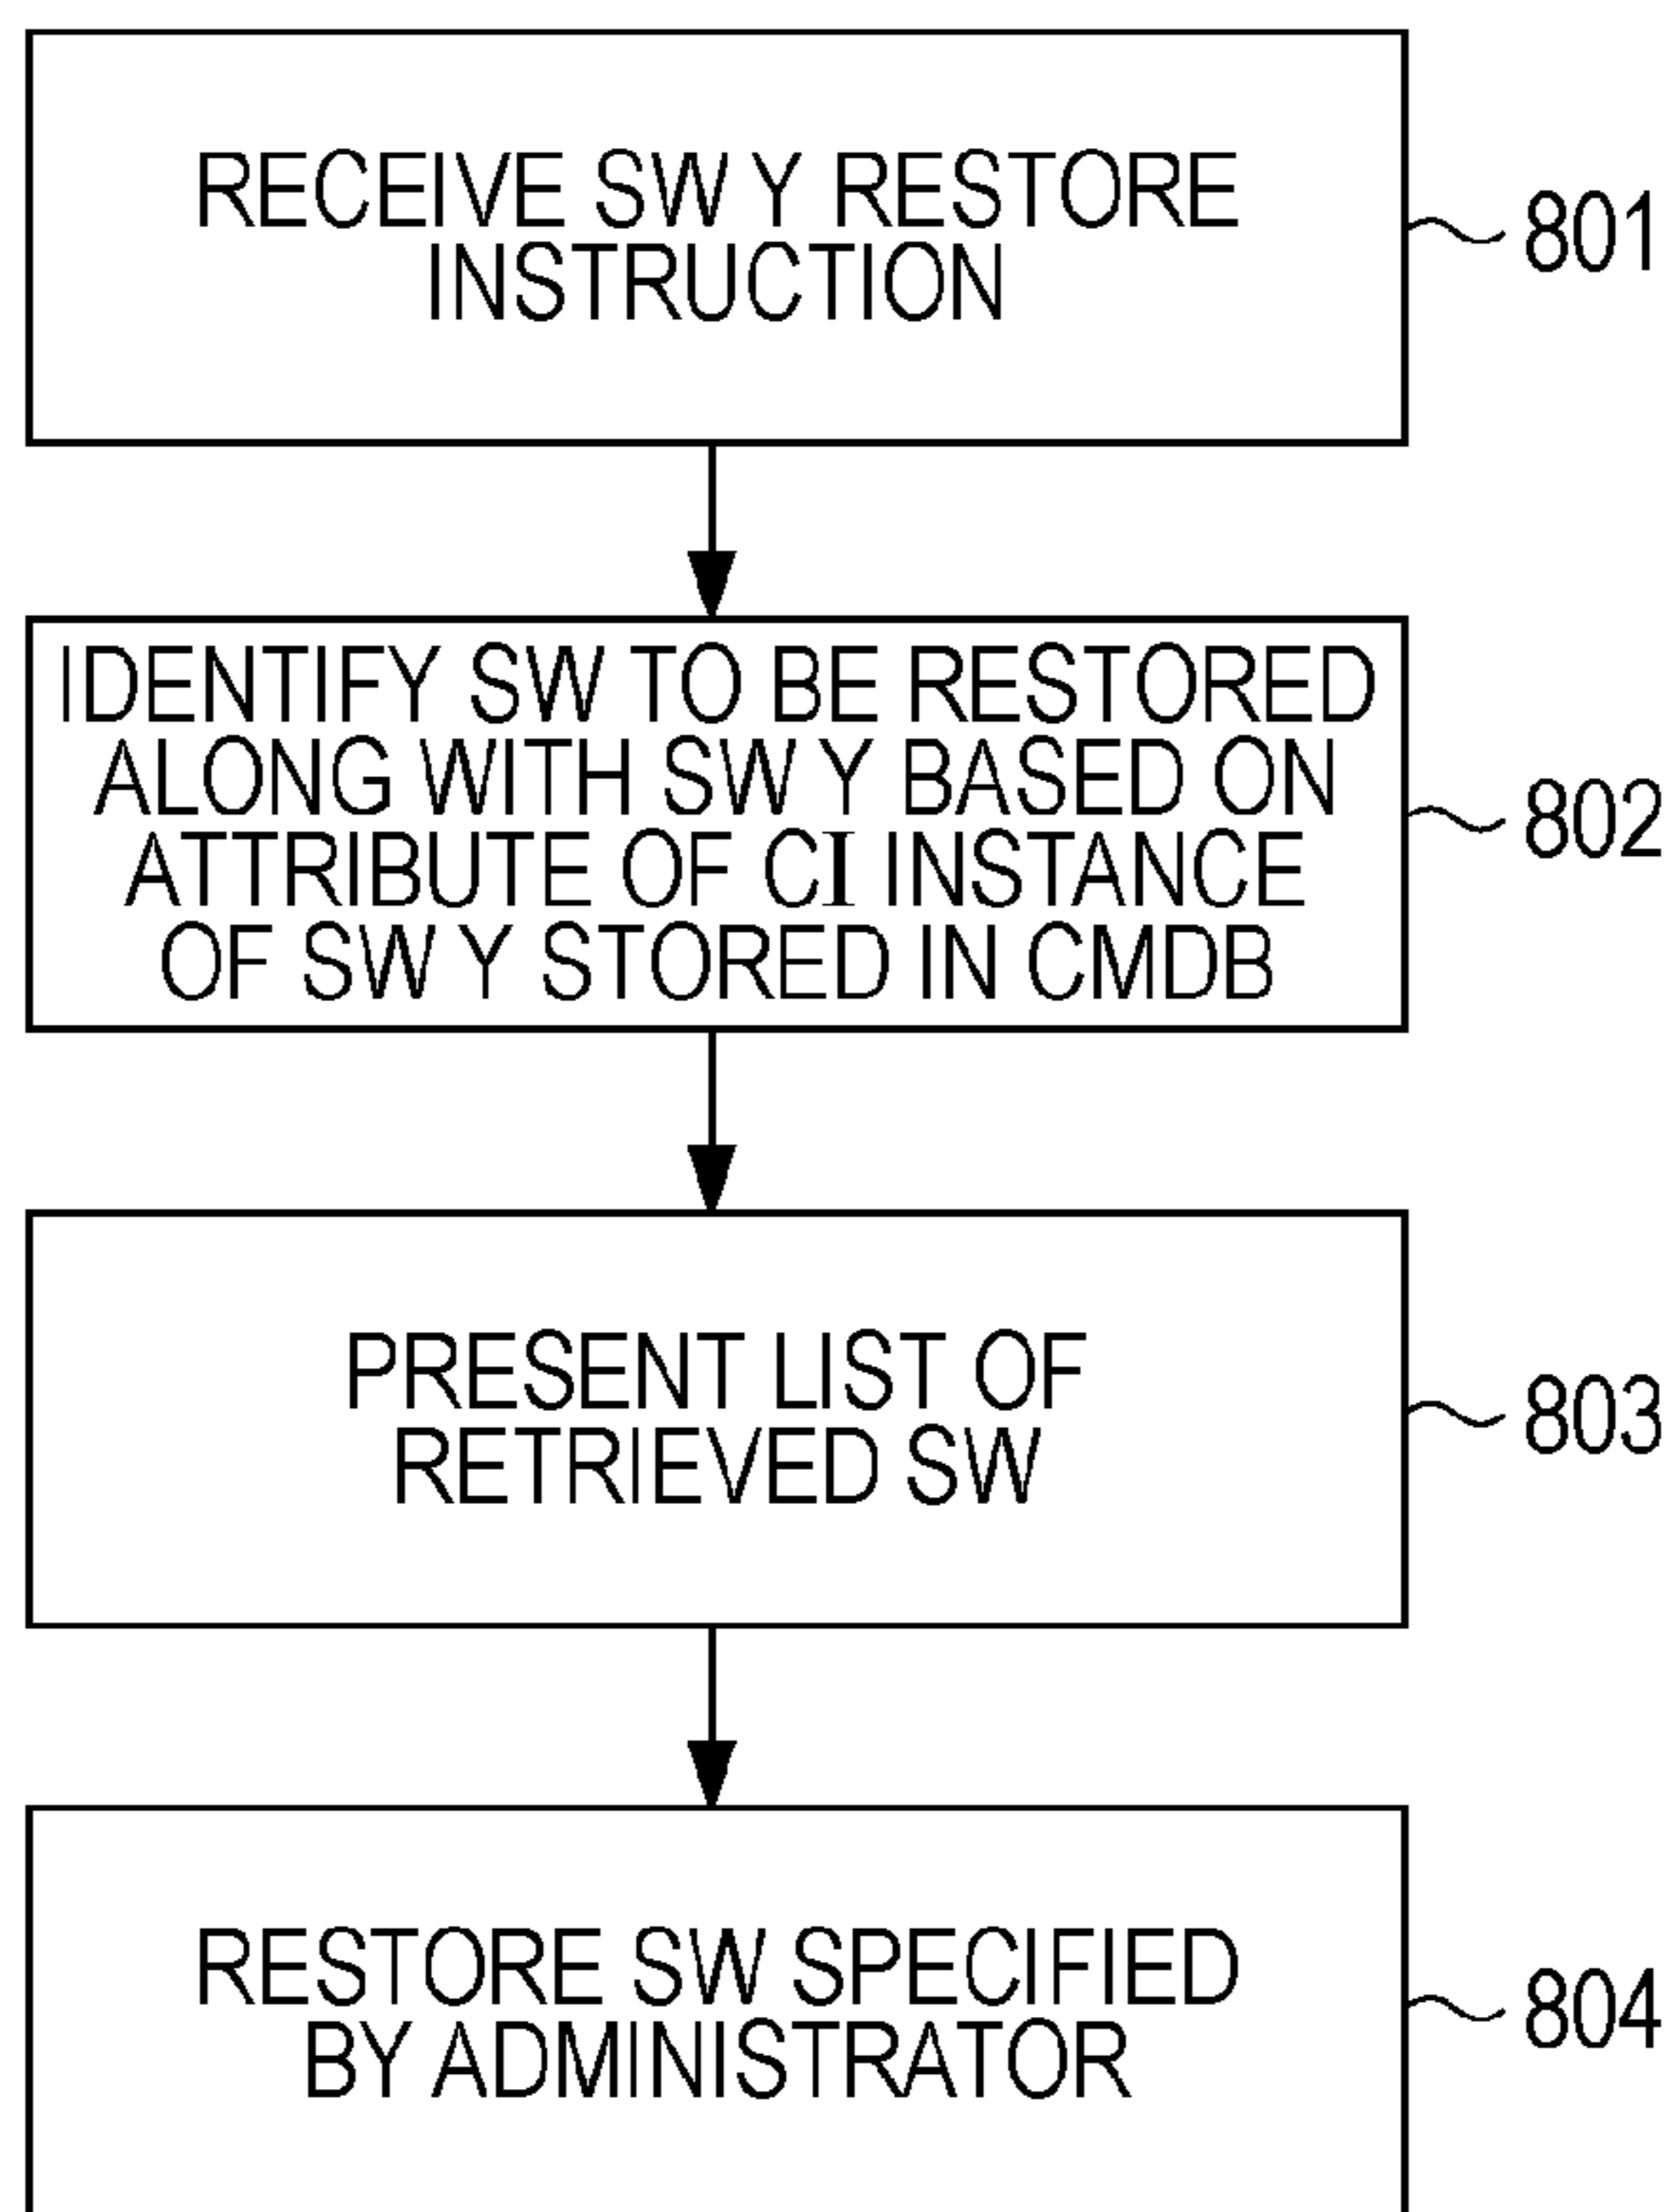 RECEIVE SW Y RESTORE
INSTRUCTION
801
IDENTIFY SW TO BE RESTORED
ALONG WITH SW Y BASED ON
ATTRIBUTE OF CI INSTANCE
OF SW Y STORED IN CMDB
802
PRESENT LIST OF
RETRIEVED SW
803
RESTORE SW SPECIFIED
BY ADMINISTRATOR
804